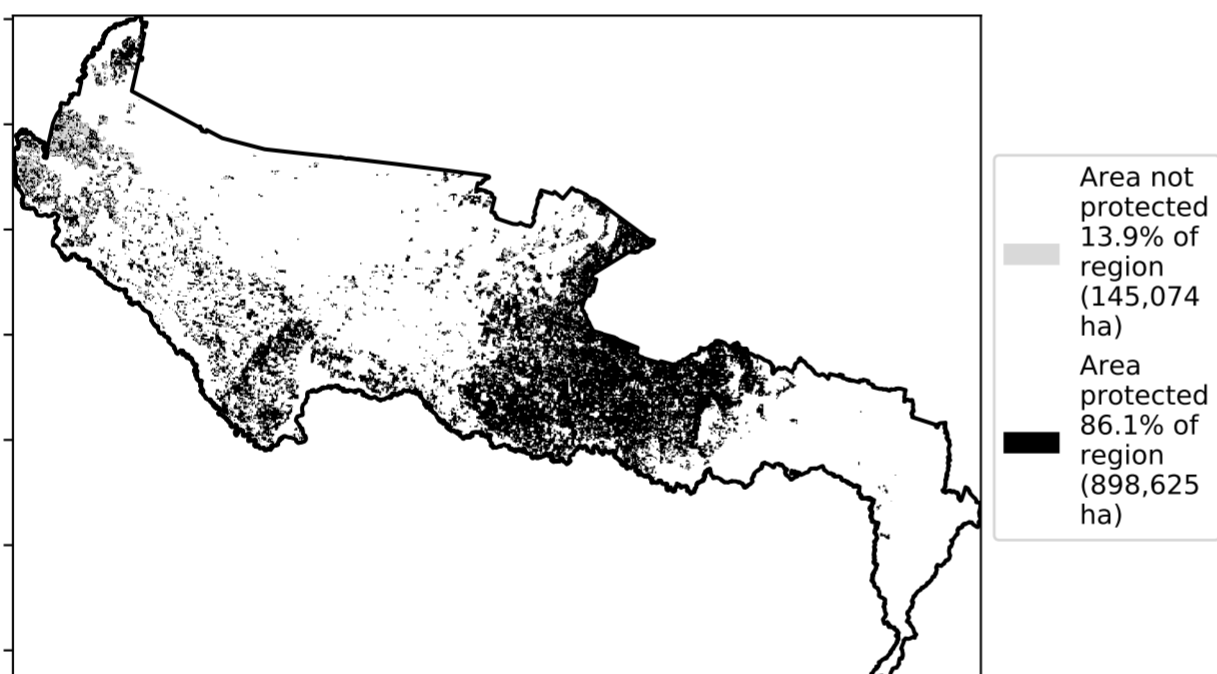 Area not
protected
13.9% of
region
(145,074
ha)
Area
protected
86.1% of
region
(898,625
ha)